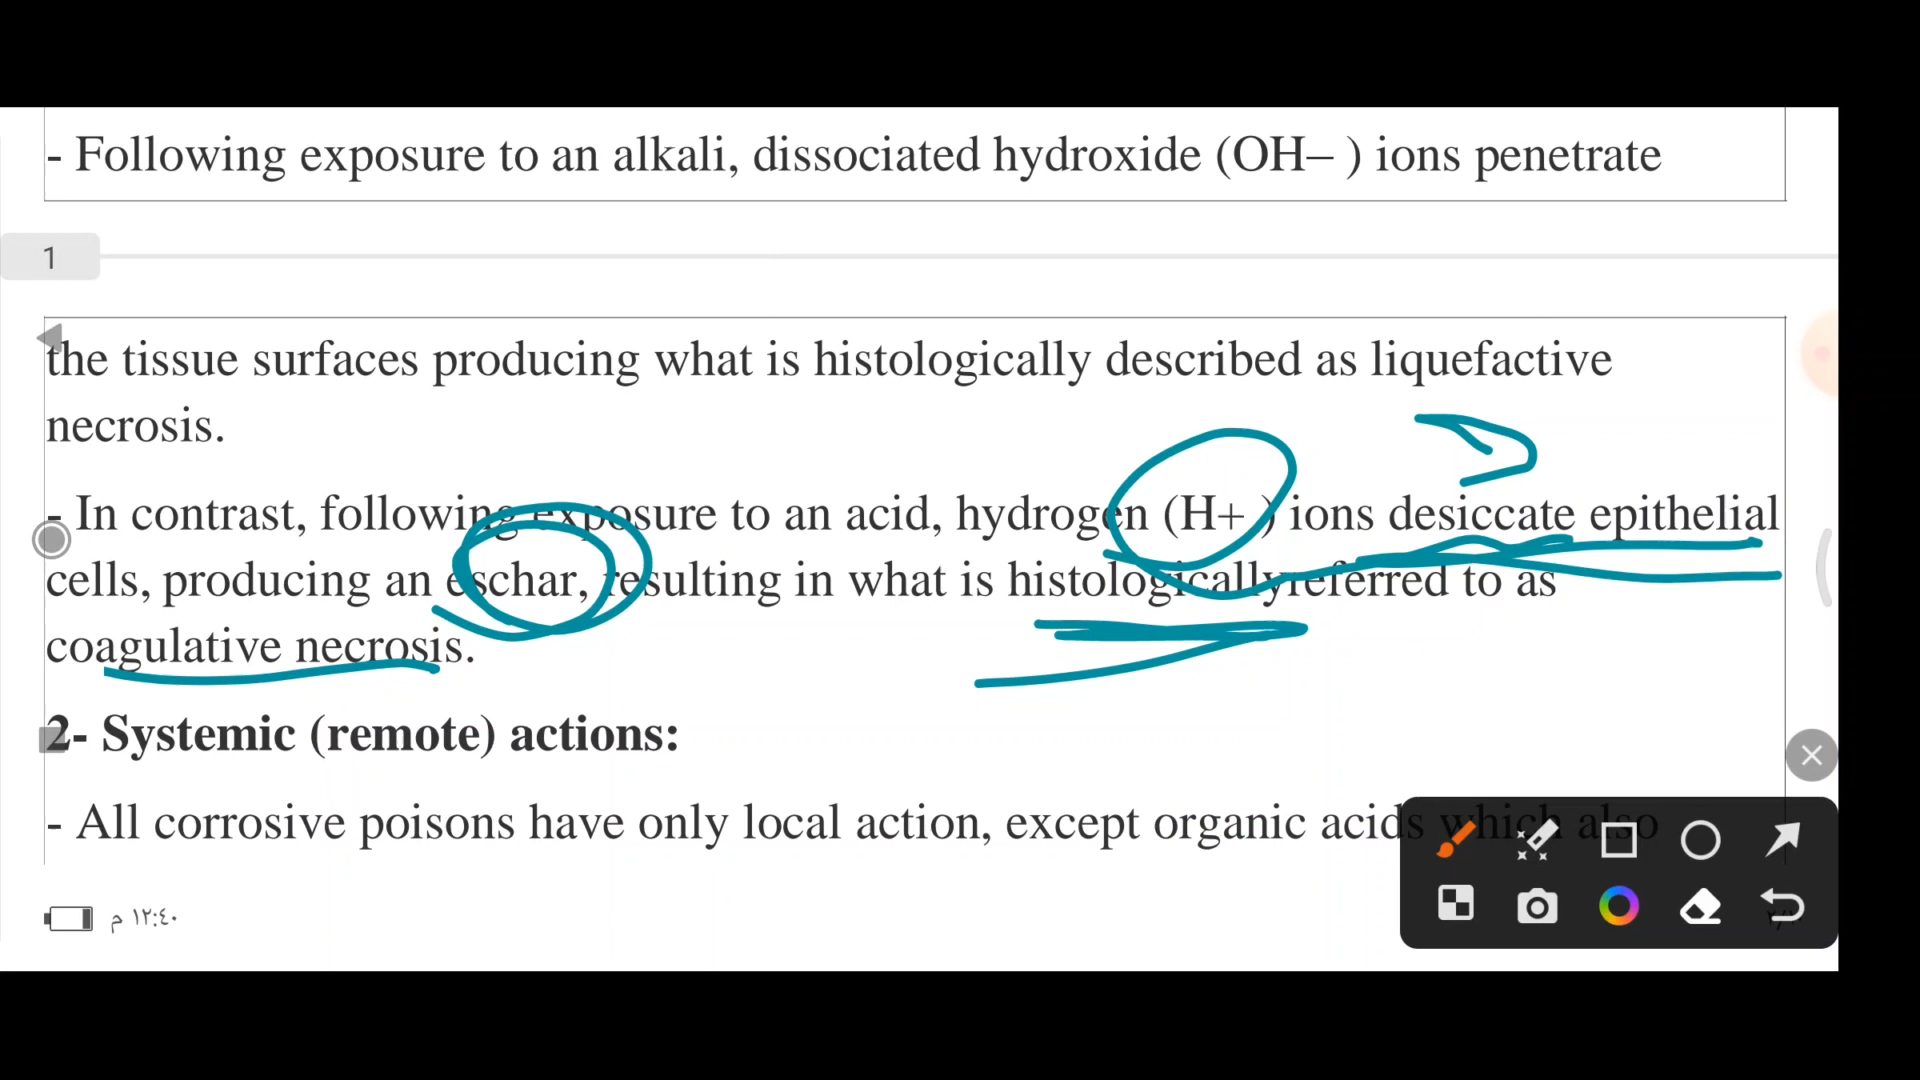 - Following exposure to an alkali, dissociated hydroxide (OH– ) ions penetrate
1
the tissue surfaces producing what is histologically described as liquefactive
necrosis.
- In contrast, following exposure to an acid, hydrogen (H+ ) ions desiccate epithelial
cells, producing an eschar, resulting in what is histologicallyreferred to as
coagulative necrosis.
2- Systemic (remote) actions:
- All corrosive poisons have only local action, except organic acids which also
١٢:٤٠ م